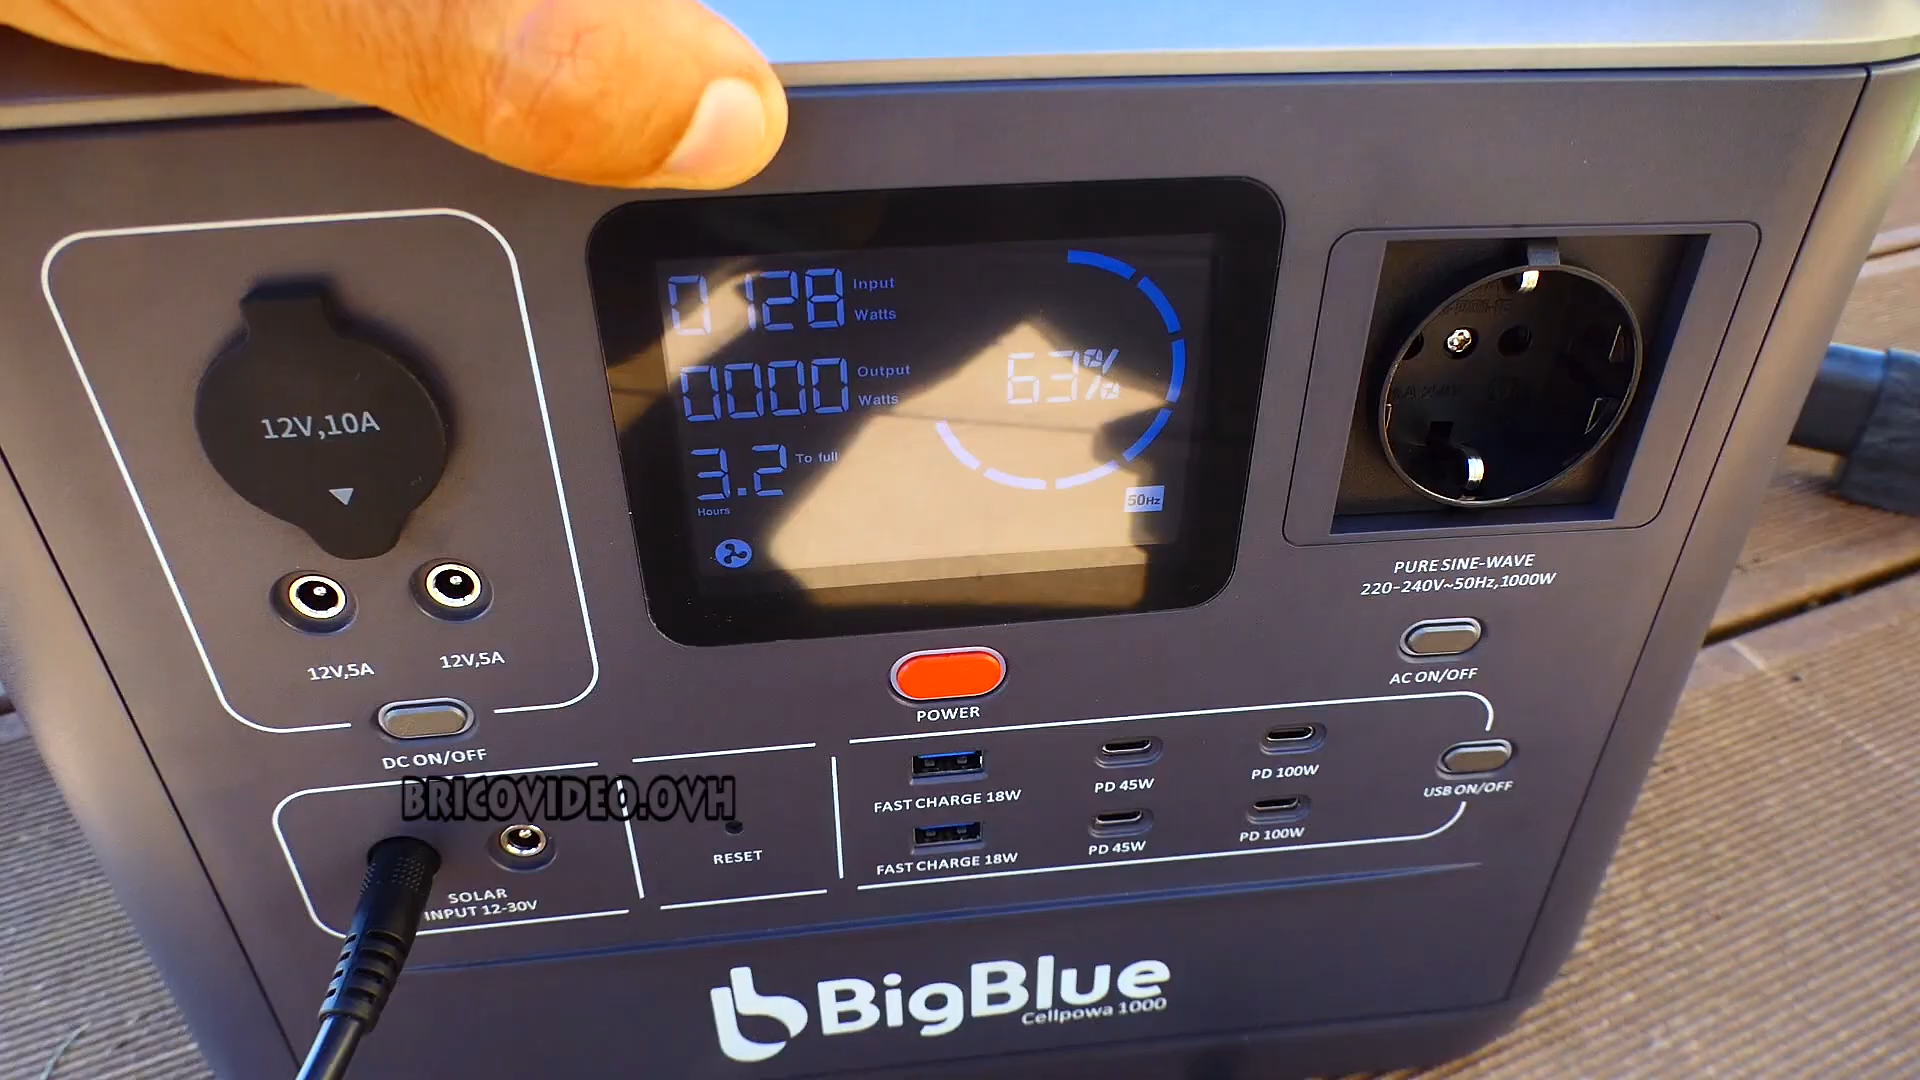 12V,10A
12V,5A
12V,5A
DC ON/OFF
0128 Input Watts
0000 Output Watts
3.2 To full
Hours
63%
50Hz
POWER
PURE SINE-WAVE
220-240V~50Hz,1000W
AC ON/OFF
BRICOVIDEO.OVH
SOLAR
INPUT 12-30V
RESET
FAST CHARGE 18W
PD 45W
PD 100W
FAST CHARGE 18W
PD 45W
PD 100W
USB ON/OFF
BigBlue
Cellpowa 1000